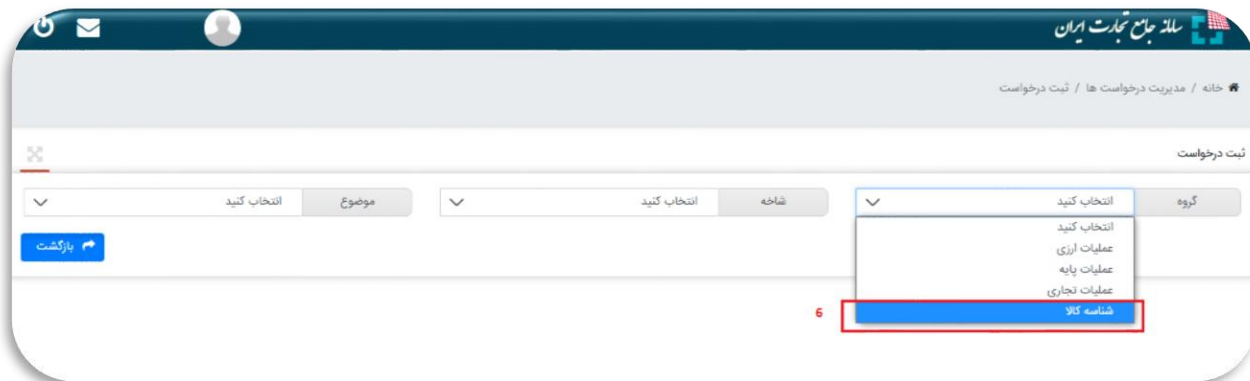 سامانه جامع تجارت ایران
خانه / مدیریت درخواست ها / ثبت درخواست
ثبت درخواست
گروه انتخاب کنید شاخه انتخاب کنید موضوع انتخاب کنید
انتخاب کنید
عملیات ارزی
عملیات پایه
عملیات تجاری
شناسه کالا
6
بازگشت